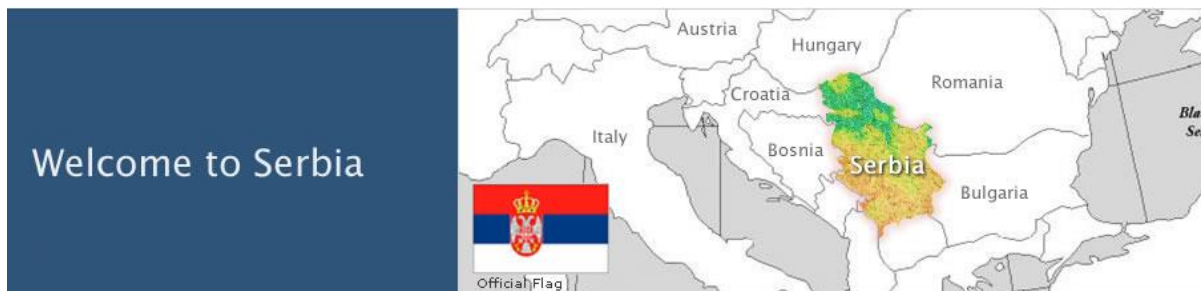 Welcome to Serbia
Austria
Hungary
Romania
Croatia
Italy
Bosnia
Serbia
Bulgaria
Official Flag